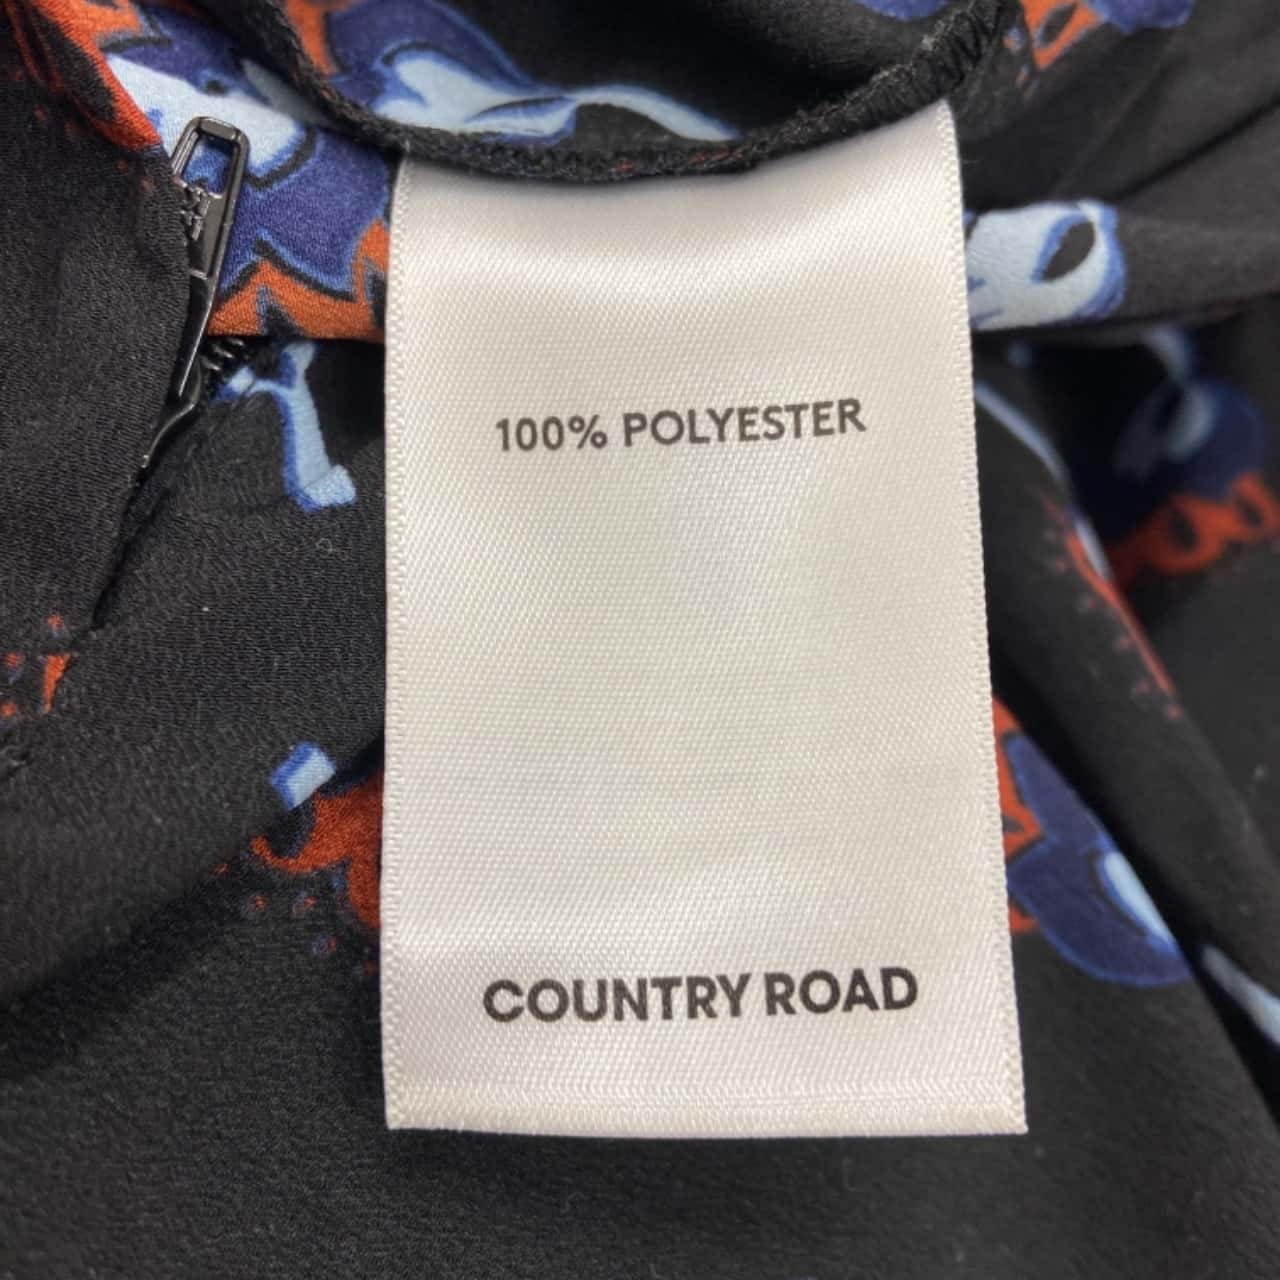 100% POLYESTER
COUNTRY ROAD